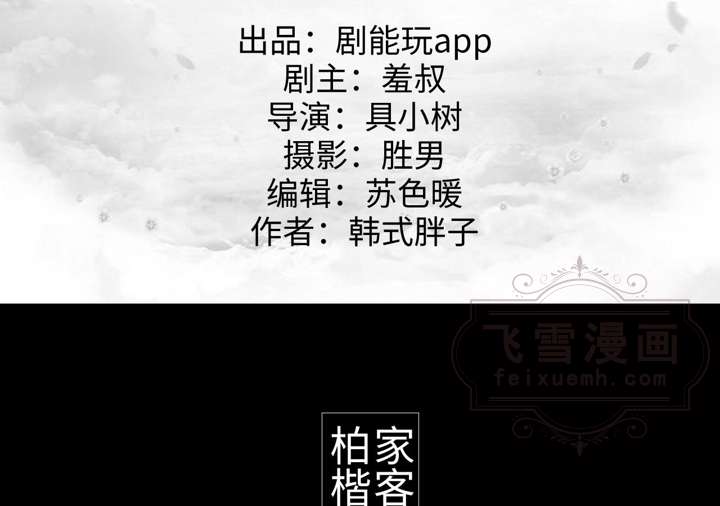 出品：剧能玩app
剧主：羞叔
导演：具小树
摄影：胜男
编辑：苏色暖
作者：韩式胖子
飞雪漫画
feixuemh.com
家客
柏楷